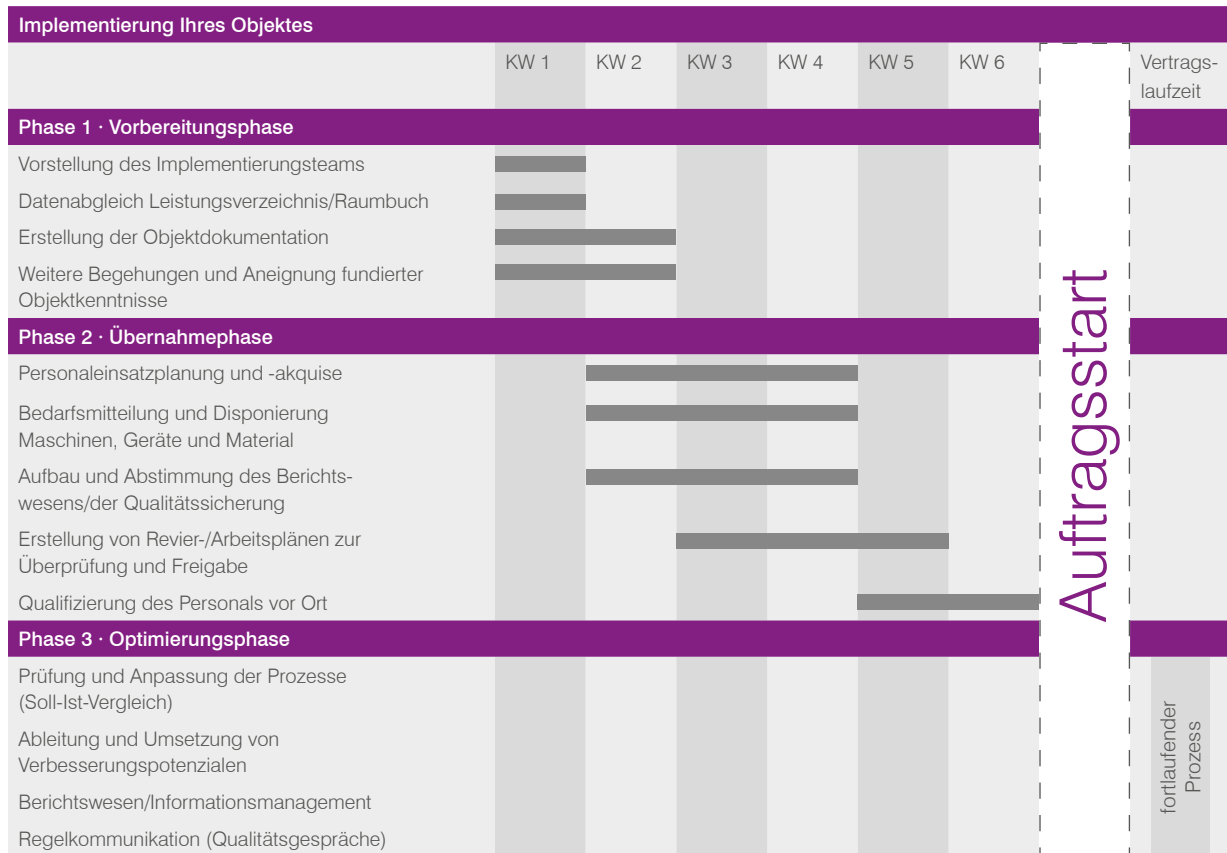 Implementierung Ihres Objektes
KW 1 KW 2 KW 3 KW 4 KW 5 KW 6 Vertrags-
laufzeit
Phase 1 · Vorbereitungsphase
Vorstellung des Implementierungsteams
Datenabgleich Leistungsverzeichnis/Raumbuch
Erstellung der Objektdokumentation
Weitere Begehungen und Aneignung fundierter
Objektkenntnisse
Phase 2 · Übernahmephase
Personaleinsatzplanung und -akquise
Bedarfsmitteilung und Disponierung
Maschinen, Geräte und Material
Aufbau und Abstimmung des Berichts-
wesens/der Qualitätssicherung
Erstellung von Revier-/Arbeitsplänen zur
Überprüfung und Freigabe
Qualifizierung des Personals vor Ort
Auftragsstart
Phase 3 · Optimierungsphase
Prüfung und Anpassung der Prozesse
(Soll-Ist-Vergleich)
Ableitung und Umsetzung von
Verbesserungspotenzialen
Berichtswesen/Informationsmanagement
Regelkommunikation (Qualitätsgespräche)
fortlaufender
Prozess